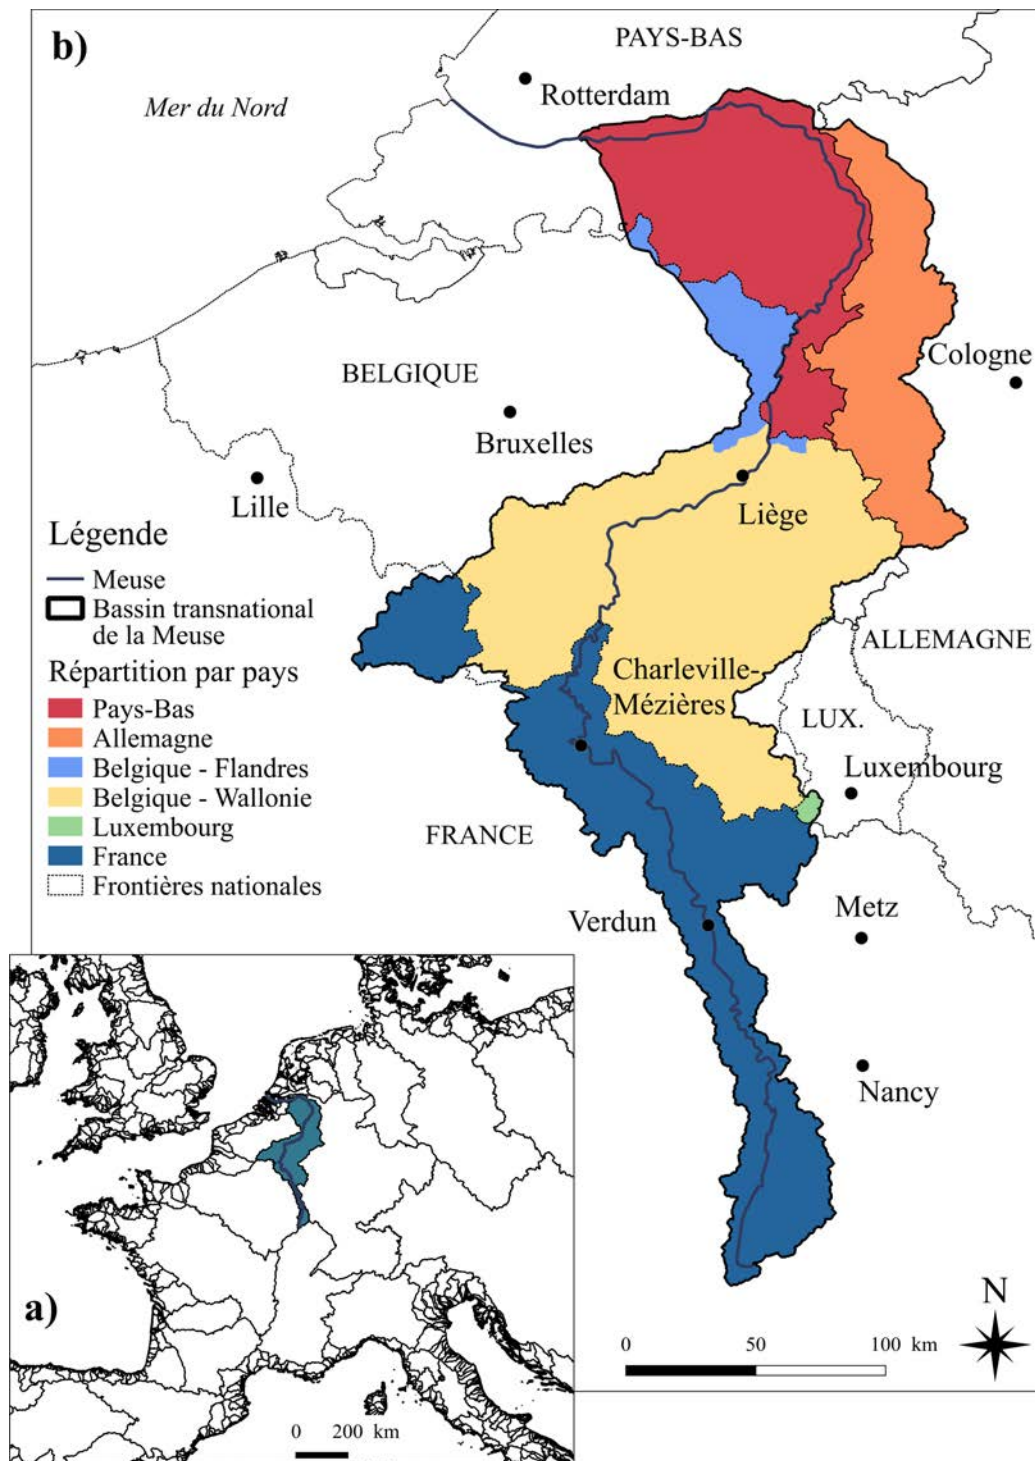 b)
PAYS-BAS
Rotterdam
Mer du Nord
Cologne
BELGIQUE
Bruxelles
Lille
Liège
Légende
Meuse
Bassin transnational
de la Meuse
Répartition par pays
Pays-Bas
Allemagne
Belgique - Flandres
Belgique - Wallonie
Luxembourg
France
Frontières nationales
ALLEMAGNE
Charleville-
Mézières
LUX.
Luxembourg
FRANCE
Verdun
Metz
Nancy
N
0 50 100 km
a)
0 200 km